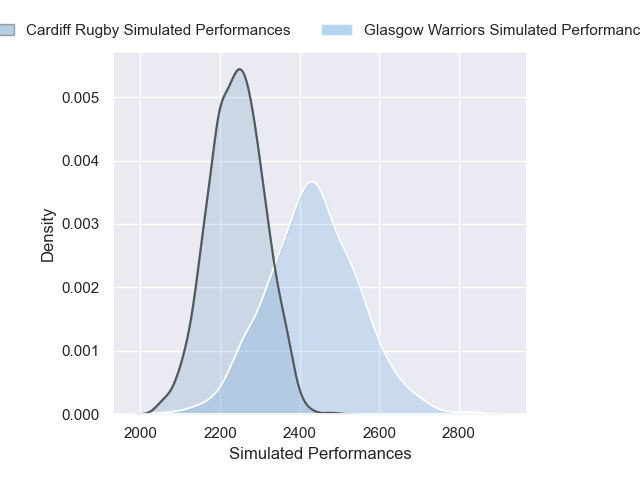 Cardiff Rugby Simulated Performances Glasgow Warriors Simulated Performanc
0.005
0.004
0.003
0.002
0.001
0.000
Density
2000 2200 2400 2600 2800
Simulated Performances